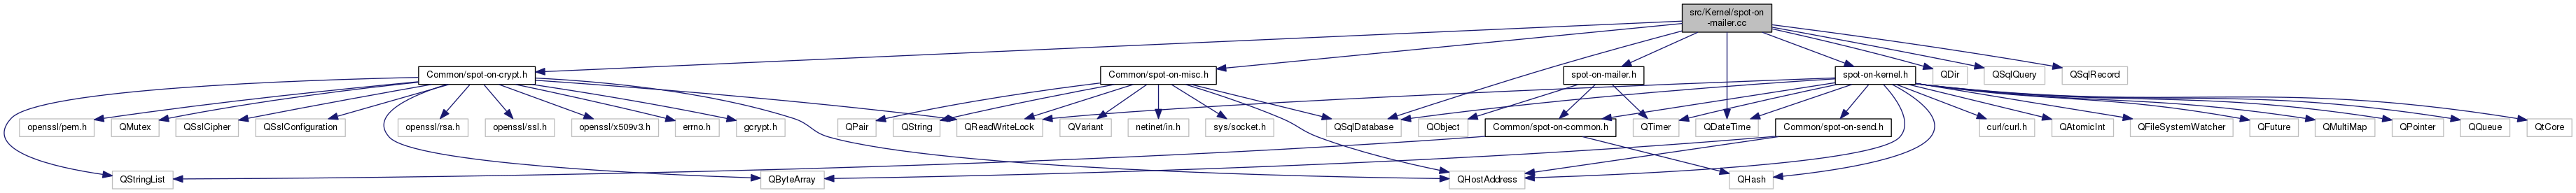 src/Kernel/spot-on
-mailer.cc
Common/spot-on-crypt.h
Common/spot-on-misc.h
spot-on-mailer.h
spot-on-kernel.h
QDir
QSqlQuery
QSqlRecord
openssl/pem.h
QMutex
QSslCipher
QSslConfiguration
openssl/rsa.h
openssl/ssl.h
openssl/x509v3.h
errno.h
gcrypt.h
QPair
QString
QReadWriteLock
QVariant
netinet/in.h
sys/socket.h
QSqlDatabase
QObject
Common/spot-on-common.h
QTimer
QDateTime
Common/spot-on-send.h
curl/curl.h
QAtomicInt
QFileSystemWatcher
QFuture
QMultiMap
QPointer
QQueue
QtCore
QStringList
QByteArray
QHostAddress
QHash